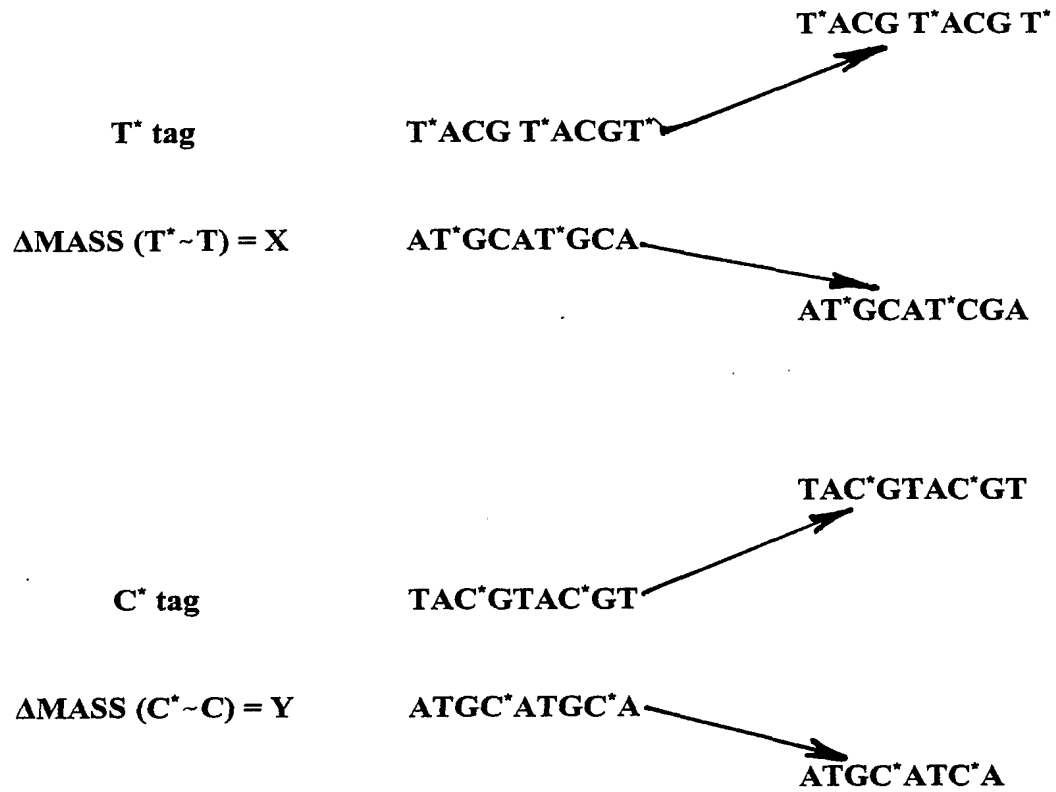 T*ACG T*ACG T*
T* tag T*ACG T*ACGT*
ΔMASS (T*~T) = X AT*GCAT*GCA
AT*GCAT*CGA
TAC*GTAC*GT
C* tag TAC*GTAC*GT
ΔMASS (C*~C) = Y ATGC*ATGC*A
ATGC*ATC*A